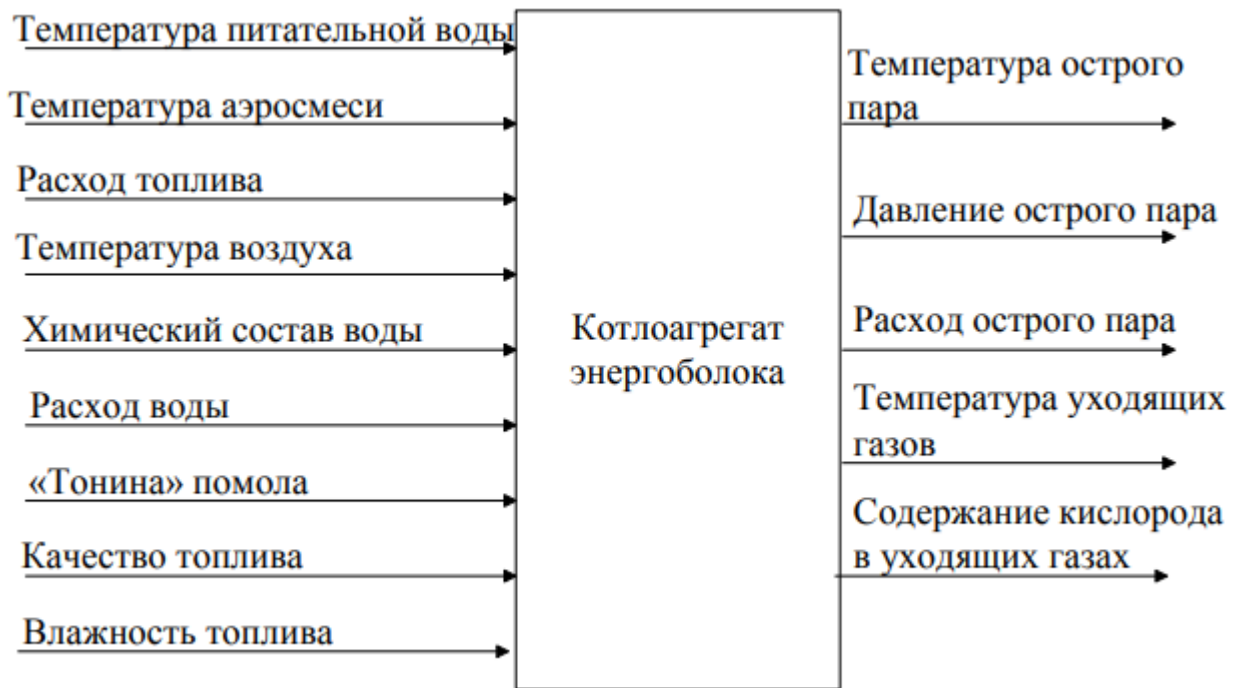 Температура питательной воды
Температура аэросмеси
Расход топлива
Температура воздуха
Химический состав воды
Расход воды
«Тонина» помола
Качество топлива
Влажность топлива
Котлоагрегат
энергоболока
Температура острого
пара
Давление острого пара
Расход острого пара
Температура уходящих
газов
Содержание кислорода
в уходящих газах